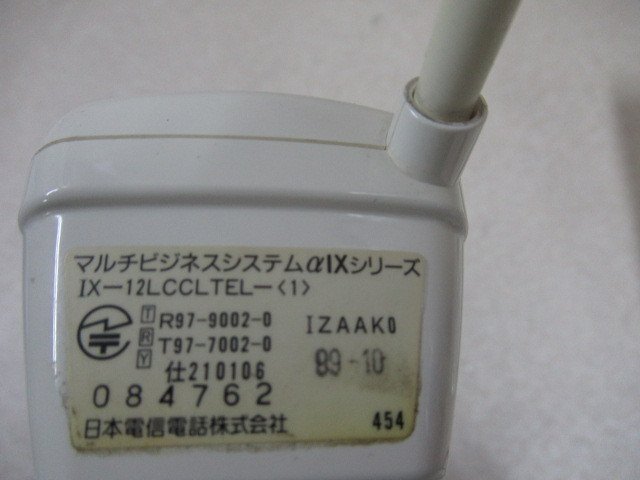 マルチビジネスシステムαIXシリーズ
IX-12LCCLTEL-<1>
T R97-9002-0 IZAAKO
R T97-7002-0 99-10
Y 仕210106
084762
日本電信電話株式会社 454